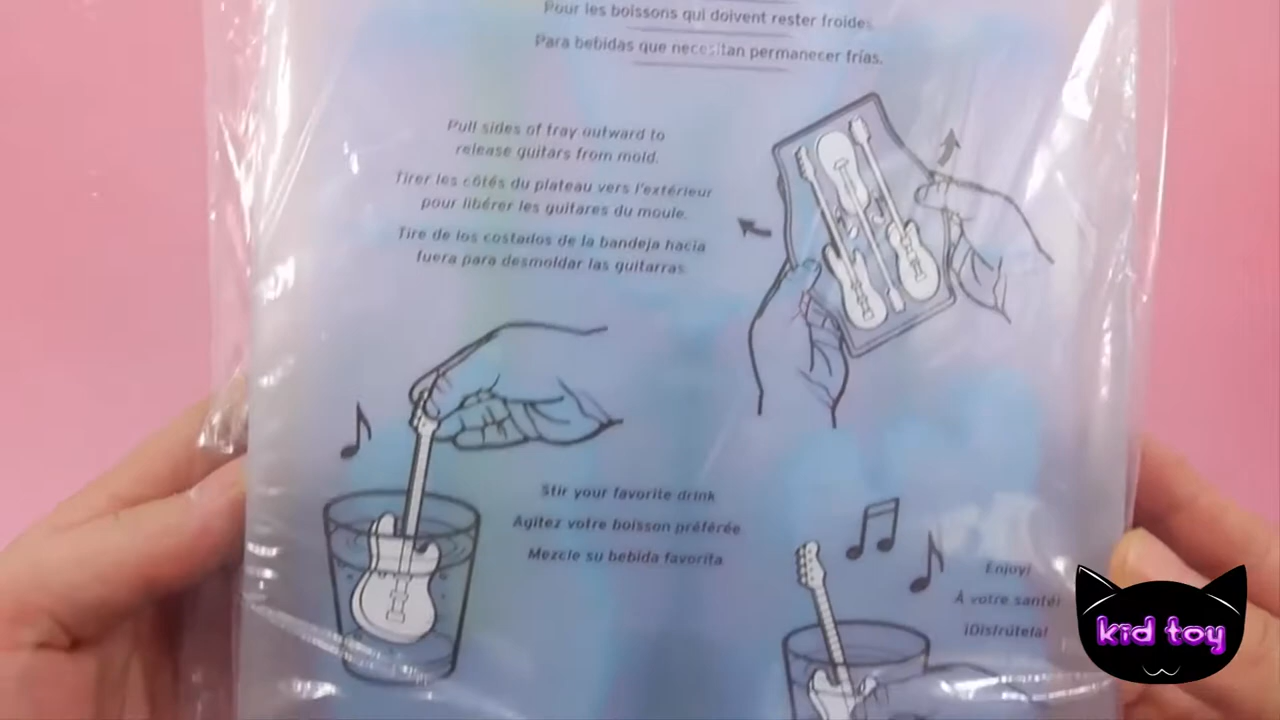 Pour les boissons qui doivent rester froides.
Para bebidas que necesitan permanecer frías.
Pull sides of tray outward to
release guitars from mold.
Tirer les côtés du plateau vers l'extérieur
pour libérer les guitares du moule.
Tire de los costados de la bandeja hacia
fuera para desmoldar las guitarras
Stir your favorite drink
Agitez votre boisson préférée
Mezcle su bebida favorita
Enjoy!
À votre santé!
¡Disfrútela!
kid toy